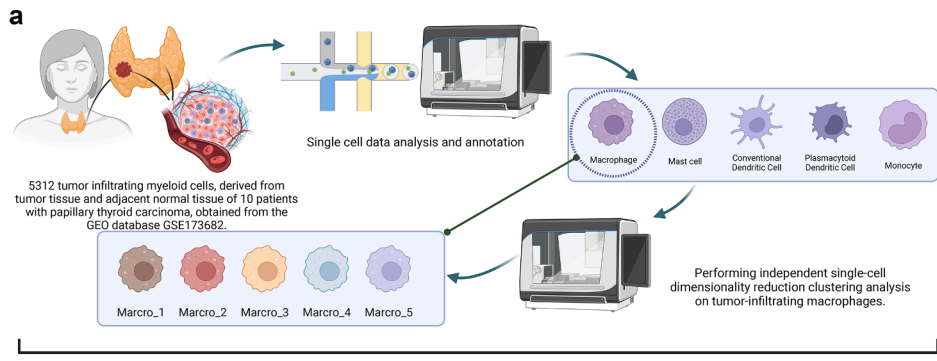 a
Single cell data analysis and annotation
Macrophage
Mast cell
Conventional
Dendritic Cell
Plasmacytoid
Dendritic Cell
Monocyte
5312 tumor infiltrating myeloid cells, derived from
tumor tissue and adjacent normal tissue of 10 patients
with papillary thyroid carcinoma, obtained from the
GEO database GSE173682.
Performing independent single-cell
dimensionality reduction clustering analysis
on tumor-infiltrating macrophages.
Marcro_1
Marcro_2
Marcro_3
Marcro_4
Marcro_5